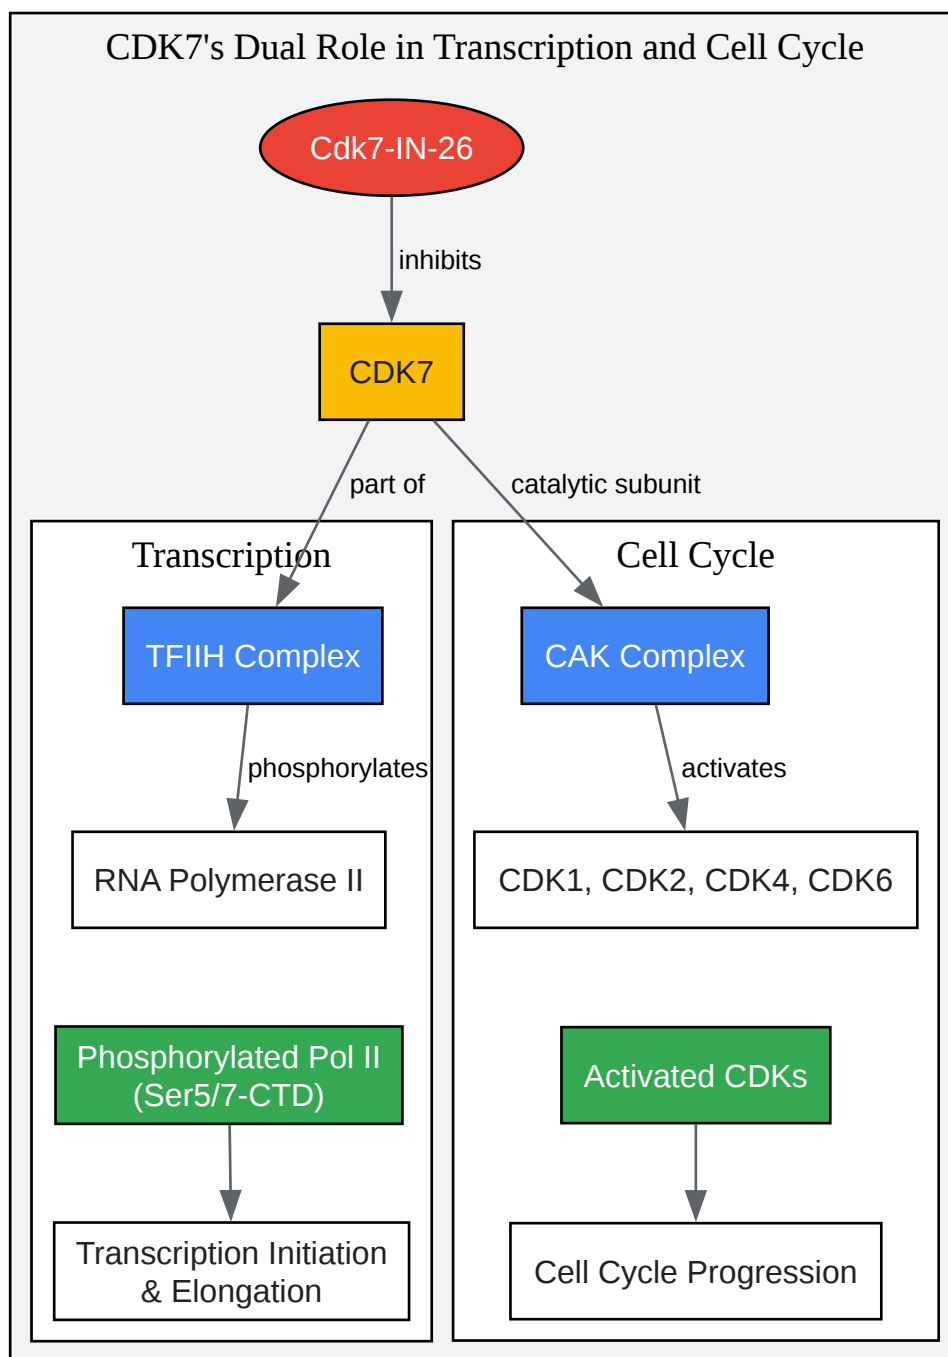 CDK7's Dual Role in Transcription and Cell Cycle
Cdk7-IN-26
inhibits
CDK7
part of
catalytic subunit
Transcription
Cell Cycle
TFIIH Complex
CAK Complex
phosphorylates
activates
RNA Polymerase II
CDK1, CDK2, CDK4, CDK6
Phosphorylated Pol II
(Ser5/7-CTD)
Activated CDKs
Transcription Initiation
& Elongation
Cell Cycle Progression